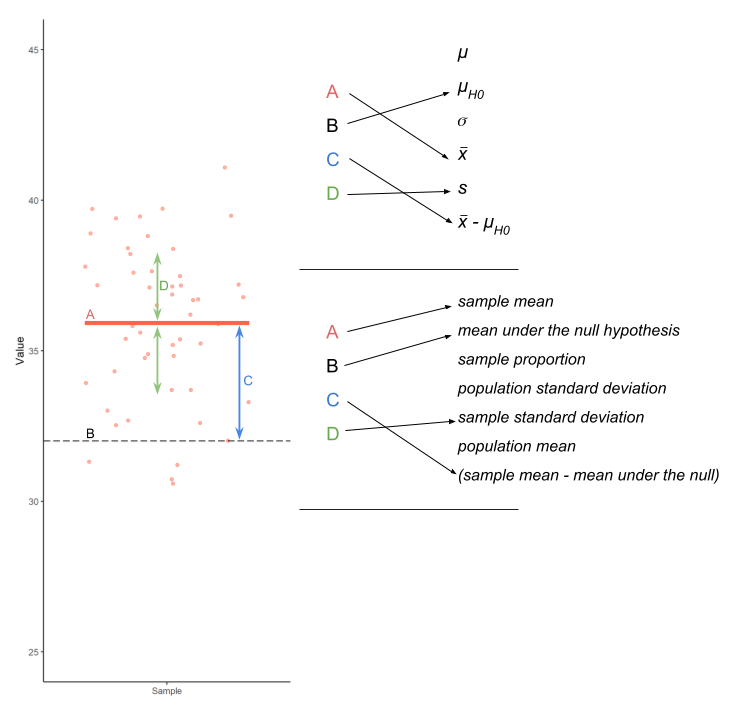 45
40
35
30
25
Value
Sample
A
B
C
D
A
B
C
D
μ
μH0
σ
x̄
s
x̄ - μH0
A
B
C
D
sample mean
mean under the null hypothesis
sample proportion
population standard deviation
sample standard deviation
population mean
(sample mean - mean under the null)